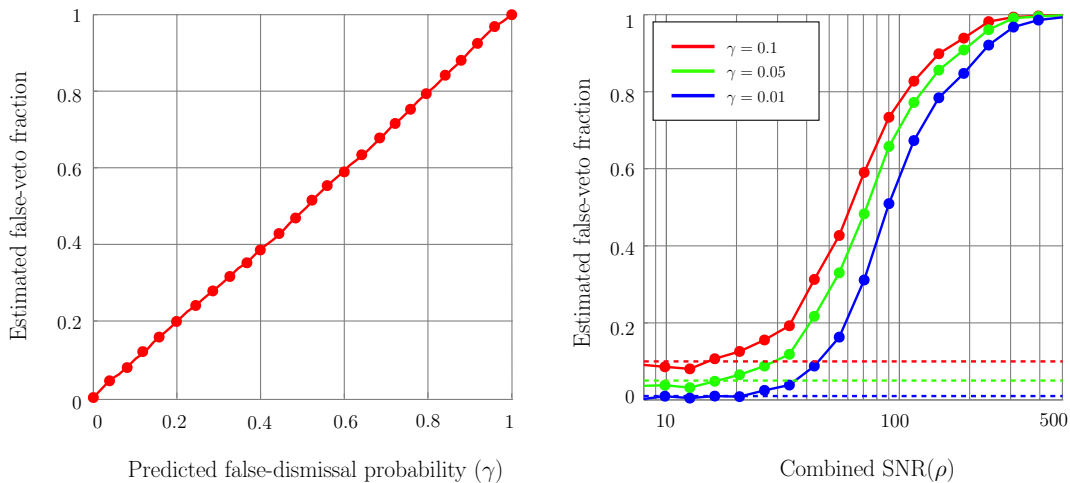 Estimated false-veto fraction
1
0.8
0.6
0.4
0.2
0
0 0.2 0.4 0.6 0.8 1
Predicted false-dismissal probability (γ)
Estimated false-veto fraction
1
0.8
0.6
0.4
0.2
0
γ = 0.1
γ = 0.05
γ = 0.01
10 100 500
Combined SNR(ρ)